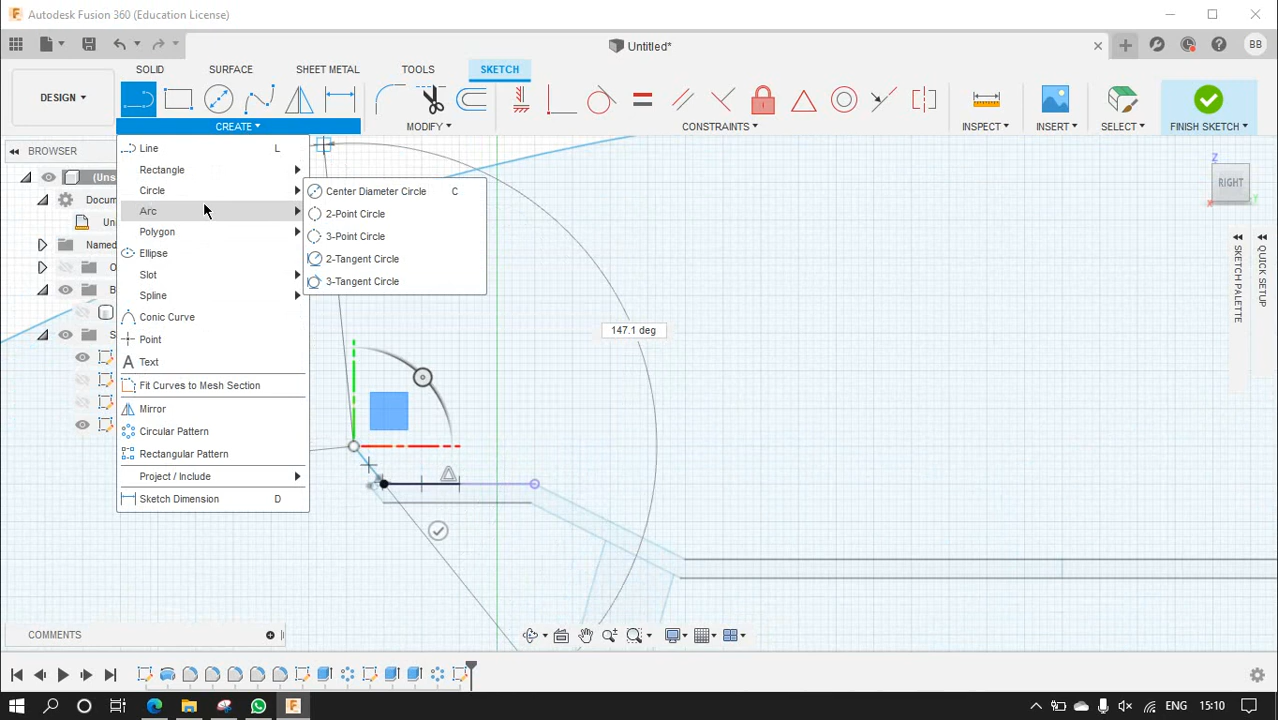 Autodesk Fusion 360 (Education License)
Untitled*
BB
SOLID
SURFACE
SHEET METAL
TOOLS
SKETCH
DESIGN
CREATE
MODIFY
CONSTRAINTS
INSPECT
INSERT
SELECT
FINISH SKETCH
BROWSER
(Uns
Docum
Un
Named
O
B
S
Line L
Rectangle
Circle
Arc
Polygon
Ellipse
Slot
Spline
Conic Curve
Point
Text
Fit Curves to Mesh Section
Mirror
Circular Pattern
Rectangular Pattern
Project / Include
Sketch Dimension D
Center Diameter Circle C
2-Point Circle
3-Point Circle
2-Tangent Circle
3-Tangent Circle
147.1 deg
Z
RIGHT
X
Y
SKETCH PALETTE
QUICK SETUP
COMMENTS
ENG 15:10